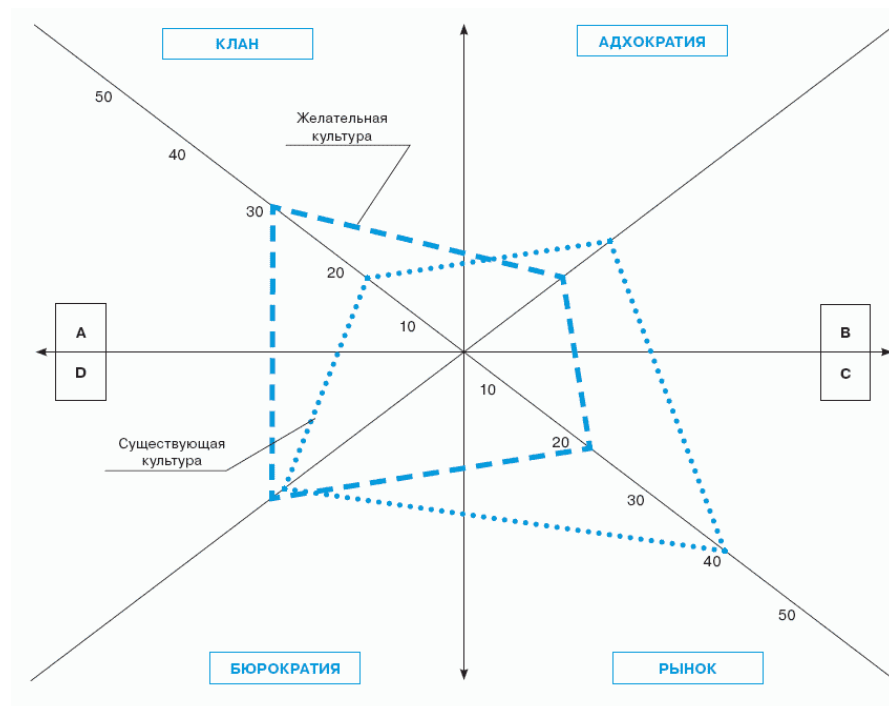 КЛАН
АДХОКРАТИЯ
50
Желательная
культура
40
30
20
10
A
B
D
C
10
20
Существующая
культура
30
40
50
БЮРОКРАТИЯ
РЫНОК